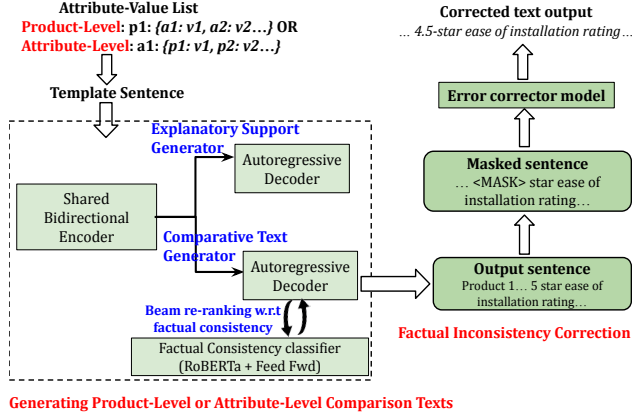 Attribute-Value List
Product-Level: p1: {a1: v1, a2: v2…} OR
Attribute-Level: a1: {p1: v1, p2: v2…}
Template Sentence
Explanatory Support
Generator
Autoregressive
Decoder
Shared
Bidirectional
Encoder
Comparative Text
Generator
Autoregressive
Decoder
Beam re-ranking w.r.t
factual consistency
Factual Consistency classifier
(RoBERTa + Feed Fwd)
Generating Product-Level or Attribute-Level Comparison Texts
Corrected text output
… 4.5-star ease of installation rating…
Error corrector model
Masked sentence
… <MASK> star ease of
installation rating…
Output sentence
Product 1… 5 star ease of
installation rating…
Factual Inconsistency Correction